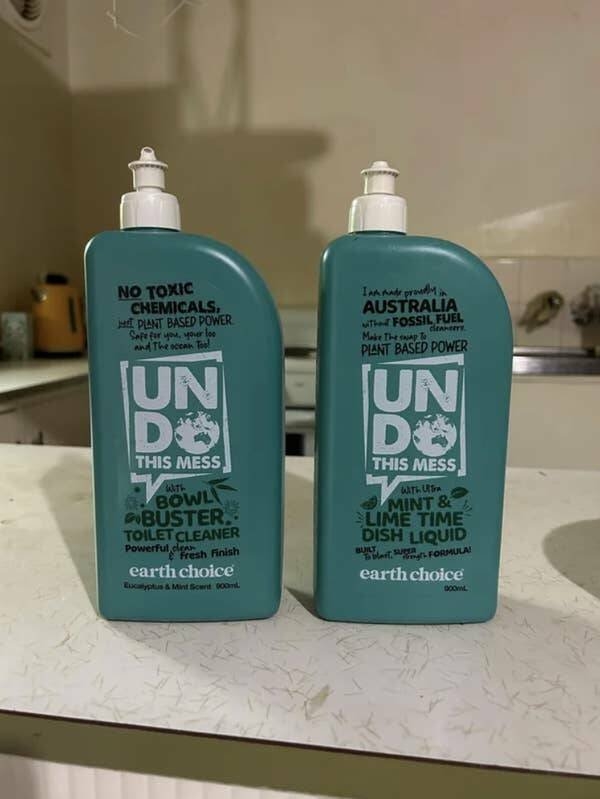 NO TOXIC
CHEMICALS,
just PLANT BASED POWER.
Safe for you, your loo
and the ocean too!
UN
DO
THIS MESS
with
BOWL
BUSTER.
TOILET CLEANER
Powerful clean
& fresh finish
earth choice
Eucalyptus & Mint Scent 900mL
I am made proudly in
AUSTRALIA
without FOSSIL FUEL
cleaners.
Make the swap to
PLANT BASED POWER
UN
DO
THIS MESS
with Ultra
MINT &
LIME TIME
DISH LIQUID
BUILT to blast, SUPER strength FORMULA!
earth choice
900mL